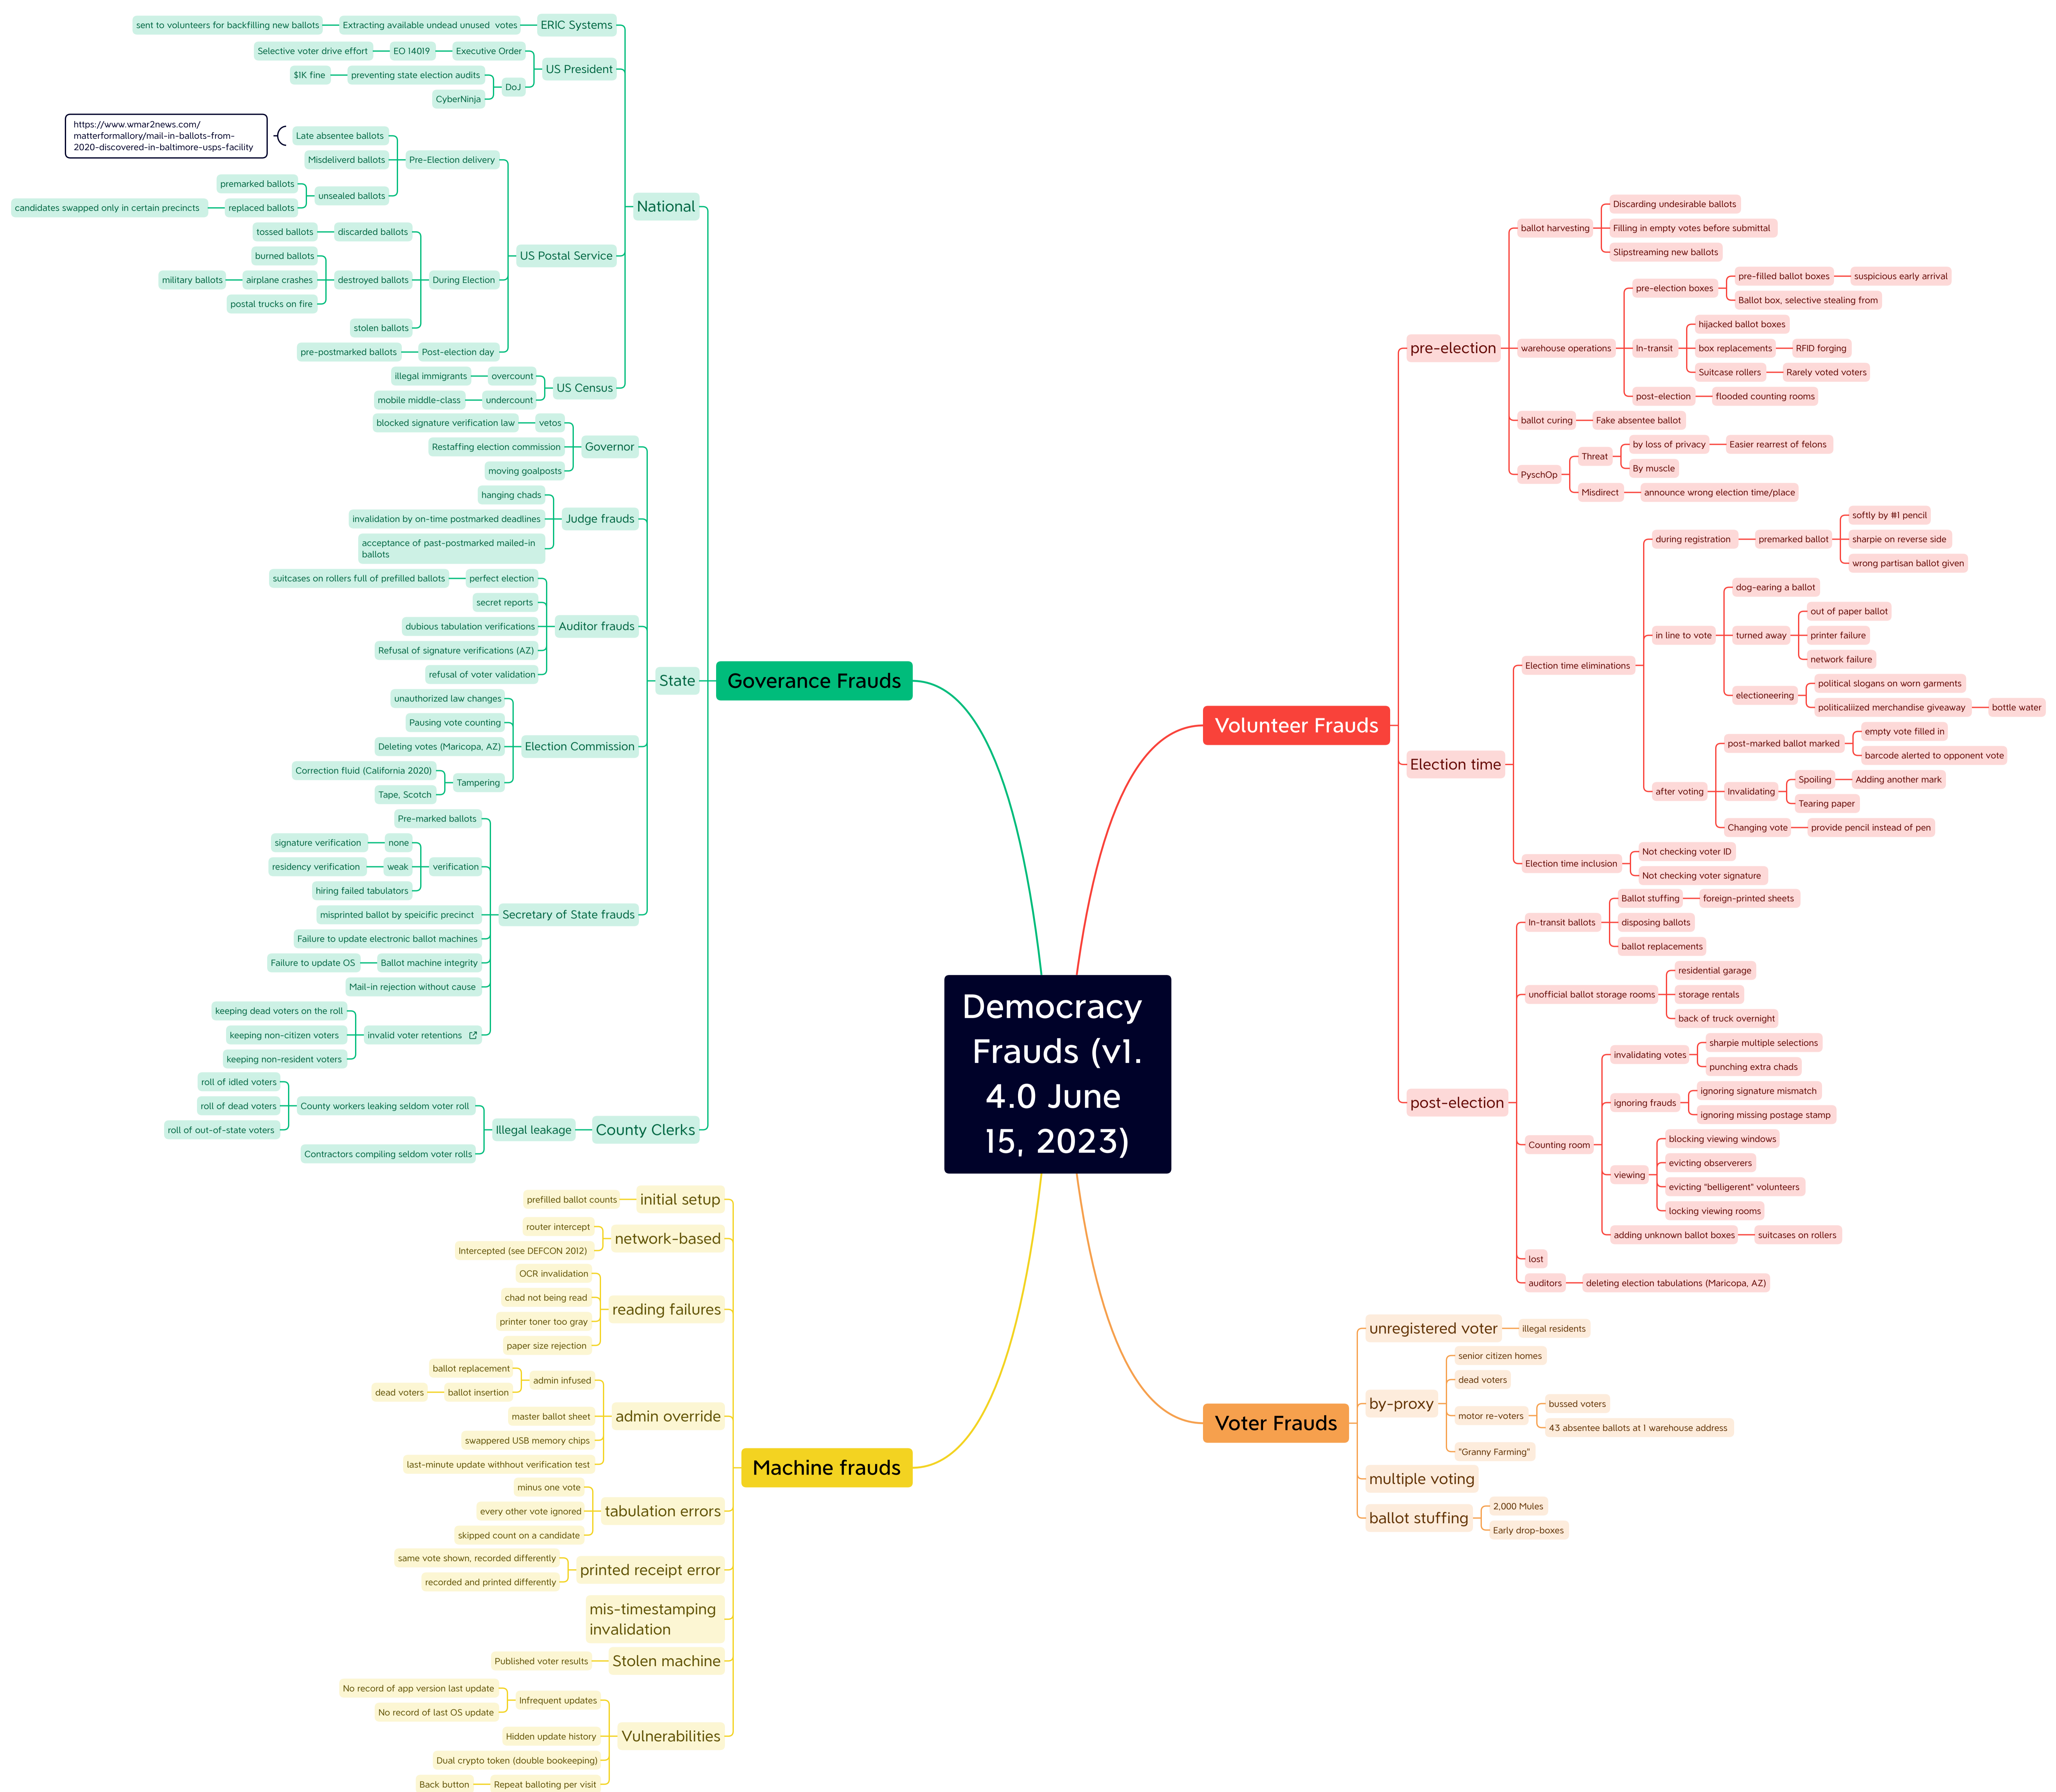 Democracy
Frauds (v1.
4.0 June
15, 2023)
Goverance Frauds
National
ERIC Systems
Extracting available undead unused votes
sent to volunteers for backfilling new ballots
US President
Executive Order
EO 14019
Selective voter drive effort
DoJ
preventing state election audits
$1K fine
CyberNinja
US Postal Service
Pre-Election delivery
Late absentee ballots
https://www.wmar2news.com/
matterformallory/mail-in-ballots-from-
2020-discovered-in-baltimore-usps-facility
Misdeliverd ballots
unsealed ballots
premarked ballots
replaced ballots
candidates swapped only in certain precincts
During Election
discarded ballots
tossed ballots
destroyed ballots
burned ballots
airplane crashes
military ballots
postal trucks on fire
stolen ballots
Post-election day
pre-postmarked ballots
US Census
overcount
illegal immigrants
undercount
mobile middle-class
State
Governor
vetos
blocked signature verification law
Restaffing election commission
moving goalposts
Judge frauds
hanging chads
invalidation by on-time postmarked deadlines
acceptance of past-postmarked mailed-in
ballots
Auditor frauds
perfect election
suitcases on rollers full of prefilled ballots
secret reports
dubious tabulation verifications
Refusal of signature verifications (AZ)
refusal of voter validation
Election Commission
unauthorized law changes
Pausing vote counting
Deleting votes (Maricopa, AZ)
Tampering
Correction fluid (California 2020)
Tape, Scotch
Secretary of State frauds
Pre-marked ballots
verification
none
signature verification
weak
residency verification
hiring failed tabulators
misprinted ballot by speicific precinct
Failure to update electronic ballot machines
Ballot machine integrity
Failure to update OS
Mail-in rejection without cause
invalid voter retentions
keeping dead voters on the roll
keeping non-citizen voters
keeping non-resident voters
County Clerks
Illegal leakage
County workers leaking seldom voter roll
roll of idled voters
roll of dead voters
roll of out-of-state voters
Contractors compiling seldom voter rolls
Volunteer Frauds
pre-election
ballot harvesting
Discarding undesirable ballots
Filling in empty votes before submittal
Slipstreaming new ballots
warehouse operations
pre-election boxes
pre-filled ballot boxes
suspicious early arrival
Ballot box, selective stealing from
In-transit
hijacked ballot boxes
box replacements
RFID forging
Suitcase rollers
Rarely voted voters
post-election
flooded counting rooms
ballot curing
Fake absentee ballot
PyschOp
Threat
by loss of privacy
Easier rearrest of felons
By muscle
Misdirect
announce wrong election time/place
Election time
Election time eliminations
during registration
premarked ballot
softly by #1 pencil
sharpie on reverse side
wrong partisan ballot given
in line to vote
dog-earing a ballot
turned away
out of paper ballot
printer failure
network failure
electioneering
political slogans on worn garments
politicaliized merchandise giveaway
bottle water
after voting
post-marked ballot marked
empty vote filled in
barcode alerted to opponent vote
Invalidating
Spoiling
Adding another mark
Tearing paper
Changing vote
provide pencil instead of pen
Election time inclusion
Not checking voter ID
Not checking voter signature
post-election
In-transit ballots
Ballot stuffing
foreign-printed sheets
disposing ballots
ballot replacements
unofficial ballot storage rooms
residential garage
storage rentals
back of truck overnight
Counting room
invalidating votes
sharpie multiple selections
punching extra chads
ignoring frauds
ignoring signature mismatch
ignoring missing postage stamp
viewing
blocking viewing windows
evicting observerers
evicting "belligerent" volunteers
locking viewing rooms
adding unknown ballot boxes
suitcases on rollers
lost
auditors
deleting election tabulations (Maricopa, AZ)
Voter Frauds
unregistered voter
illegal residents
by-proxy
senior citizen homes
dead voters
motor re-voters
bussed voters
43 absentee ballots at 1 warehouse address
"Granny Farming"
multiple voting
ballot stuffing
2,000 Mules
Early drop-boxes
Machine frauds
initial setup
prefilled ballot counts
network-based
router intercept
Intercepted (see DEFCON 2012)
reading failures
OCR invalidation
chad not being read
printer toner too gray
paper size rejection
admin override
admin infused
ballot replacement
ballot insertion
dead voters
master ballot sheet
swappered USB memory chips
last-minute update withhout verification test
tabulation errors
minus one vote
every other vote ignored
skipped count on a candidate
printed receipt error
same vote shown, recorded differently
recorded and printed differently
mis-timestamping
invalidation
Stolen machine
Published voter results
Vulnerabilities
Infrequent updates
No record of app version last update
No record of last OS update
Hidden update history
Dual crypto token (double bookeeping)
Repeat balloting per visit
Back button